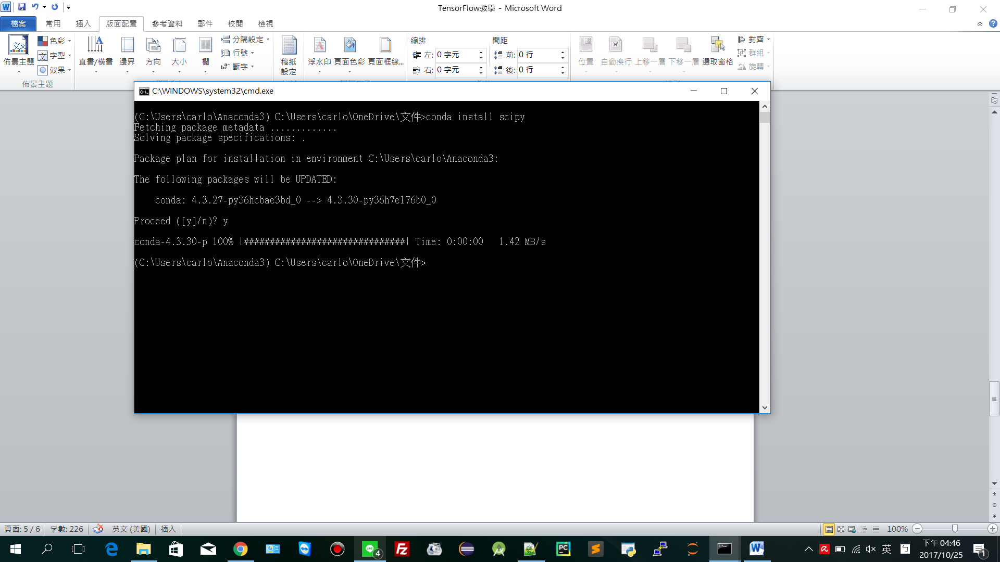 TensorFlow教學 - Microsoft Word
檔案 常用 插入 版面配置 參考資料 郵件 校閱 檢視
佈景主題 色彩 字型 效果
佈景主題
直書/橫書 邊界 方向 大小 欄 分隔設定 行號 斷字
稿紙
設定
浮水印 頁面色彩 頁面框線...
縮排 間距
左: 0 字元 前: 0 行
右: 0 字元 後: 0 行
位置 自動換行 上移一層 下移一層 選取窗格 對齊 群組 旋轉
C:\WINDOWS\system32\cmd.exe
(C:\Users\carlo\Anaconda3) C:\Users\carlo\OneDrive\文件>conda install scipy
Fetching package metadata .............
Solving package specifications: .
Package plan for installation in environment C:\Users\carlo\Anaconda3:
The following packages will be UPDATED:
conda: 4.3.27-py36hcbae3bd_0 --> 4.3.30-py36h7e176b0_0
Proceed ([y]/n)? y
conda-4.3.30-p 100% |###############################| Time: 0:00:00 1.42 MB/s
(C:\Users\carlo\Anaconda3) C:\Users\carlo\OneDrive\文件>
頁面: 5 / 6 字數: 226 英文 (美國) 插入 100%
英 下午 04:46
2017/10/25